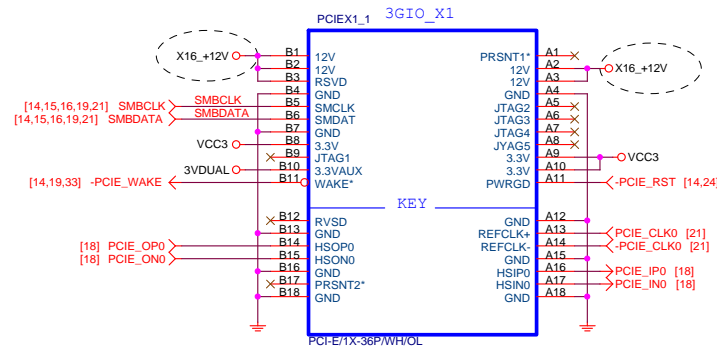 PCIEX1_1 3GIO_X1
X16_+12V B1 12V PRSNT1* A1
B2 12V 12V A2 X16_+12V
B3 RSVD 12V A3
B4 GND GND A4
[14,15,16,19,21] SMBCLK SMBCLK B5 SMCLK JTAG2 A5
[14,15,16,19,21] SMBDATA SMBDATA B6 SMDAT JTAG3 A6
B7 GND JTAG4 A7
VCC3 B8 3.3V JYAG5 A8
B9 JTAG1 3.3V A9 VCC3
3VDUAL B10 3.3VAUX 3.3V A10
[14,19,33] -PCIE_WAKE B11 WAKE* PWRGD A11 -PCIE_RST [14,24]
KEY
B12 RVSD GND A12
B13 GND REFCLK+ A13 PCIE_CLK0 [21]
[18] PCIE_OP0 B14 HSOP0 REFCLK- A14 -PCIE_CLK0 [21]
[18] PCIE_ON0 B15 HSON0 GND A15
B16 GND HSIP0 A16 PCIE_IP0 [18]
B17 PRSNT2* HSIN0 A17 PCIE_IN0 [18]
B18 GND GND A18
PCI-E/1X-36P/WH/OL